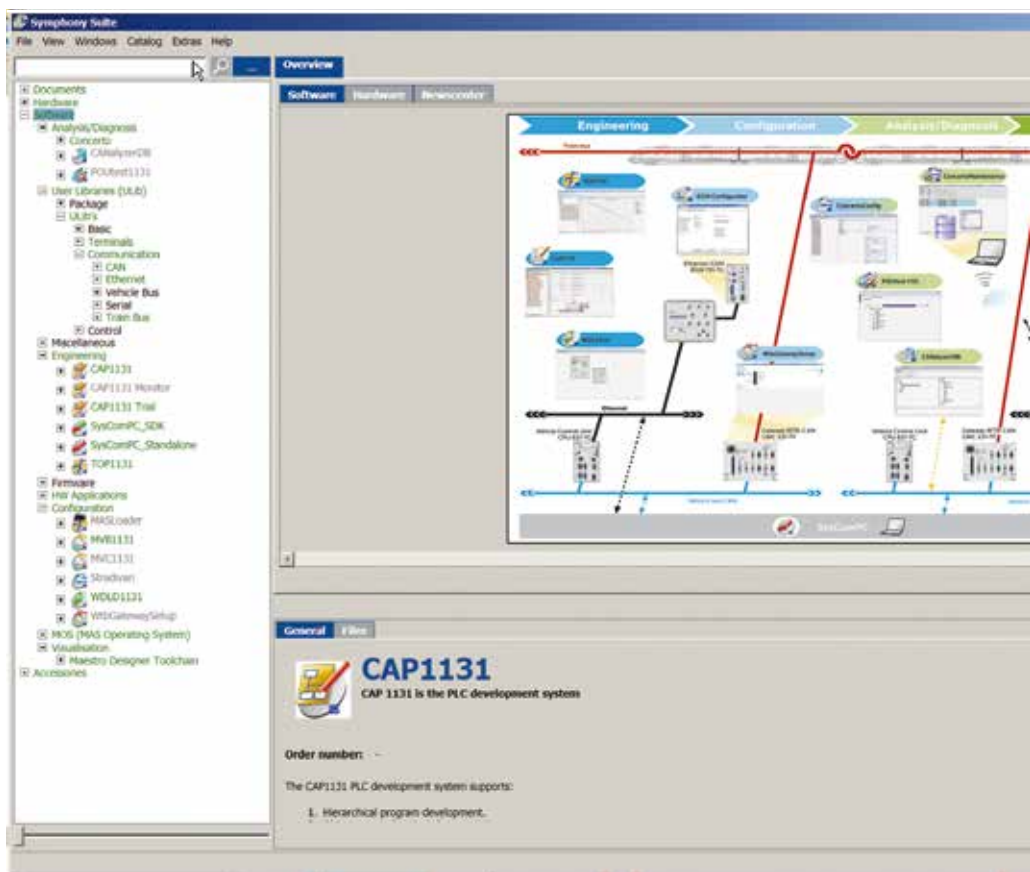 Symphony Suite
File View Windows Catalog Extras Help
...
Overview
Software Hardware Newscenter
Documents
Hardware
Software
Analysis/Diagnosis
Concerto
CANalyzerDB
POUtest1131
User Libraries (ULib)
Package
ULib's
Basic
Terminals
Communication
CAN
Ethernet
Vehicle Bus
Serial
Train Bus
Control
Miscellaneous
Engineering
CAP1131
CAP1131 Monitor
CAP1131 Trial
SysComPC_SDK
SysComPC_Standalone
TOP1131
Firmware
HW Applications
Configuration
MASLoader
MVB1131
MVC1131
Stradivari
WDLD1131
WtbGatewaySetup
MOS (MAS Operating System)
Visualisation
Maestro Designer Toolchain
Accessories
Engineering Configuration Analysis/Diagnosis
Ethernet
SysComPC
General Files
CAP1131
CAP 1131 is the PLC development system
Order number: -
The CAP1131 PLC development system supports:
1. Hierarchical program development.